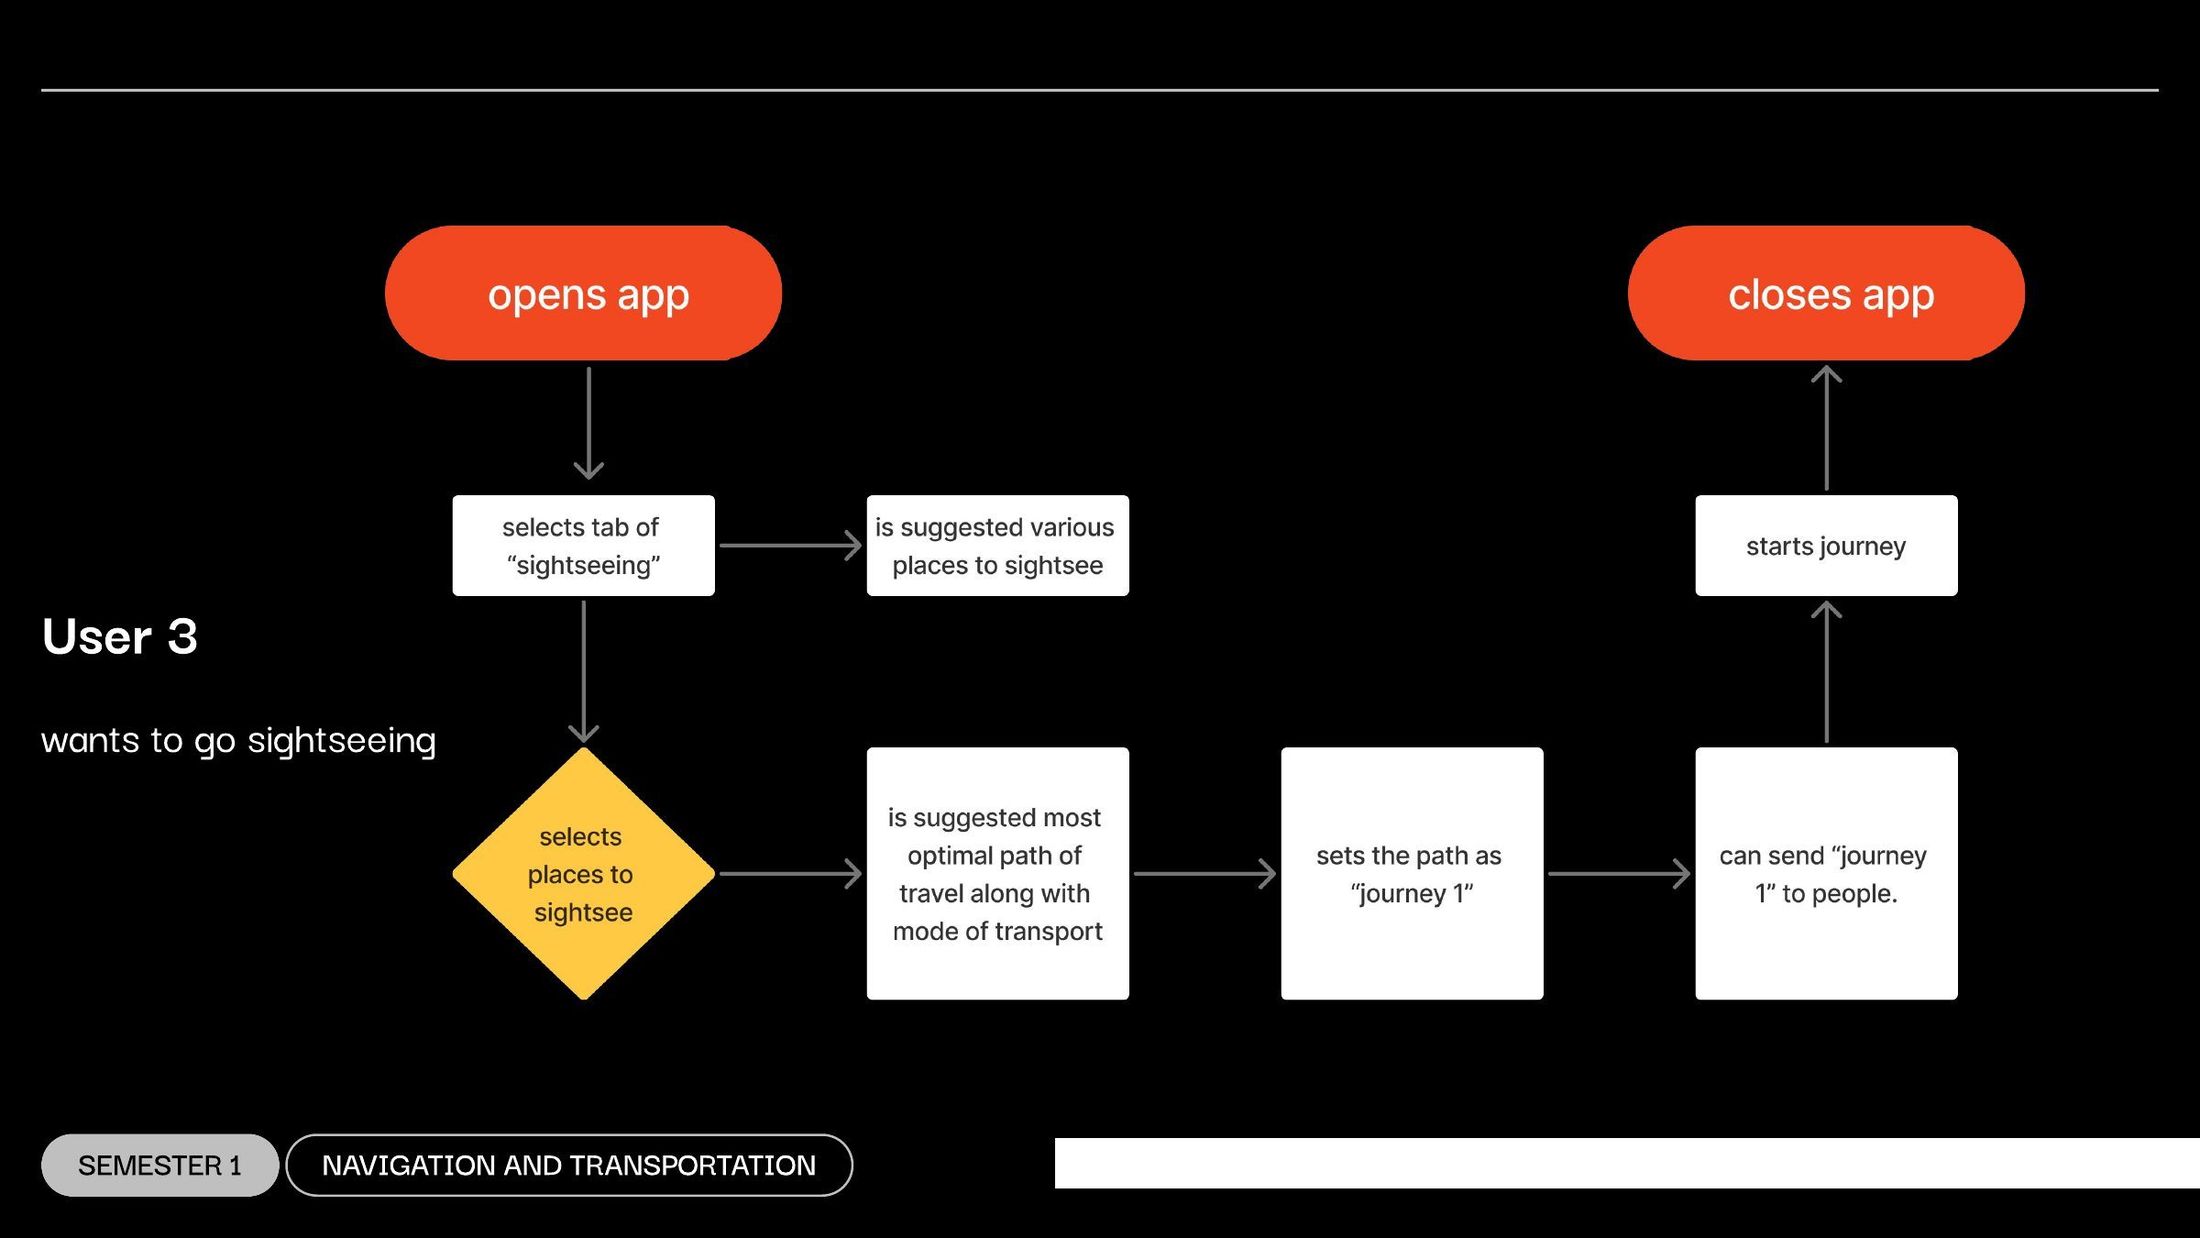 opens app
closes app
selects tab of
“sightseeing”
is suggested various
places to sightsee
starts journey
User 3
wants to go sightseeing
selects
places to
sightsee
is suggested most
optimal path of
travel along with
mode of transport
sets the path as
“journey 1”
can send “journey
1” to people.
SEMESTER 1
NAVIGATION AND TRANSPORTATION